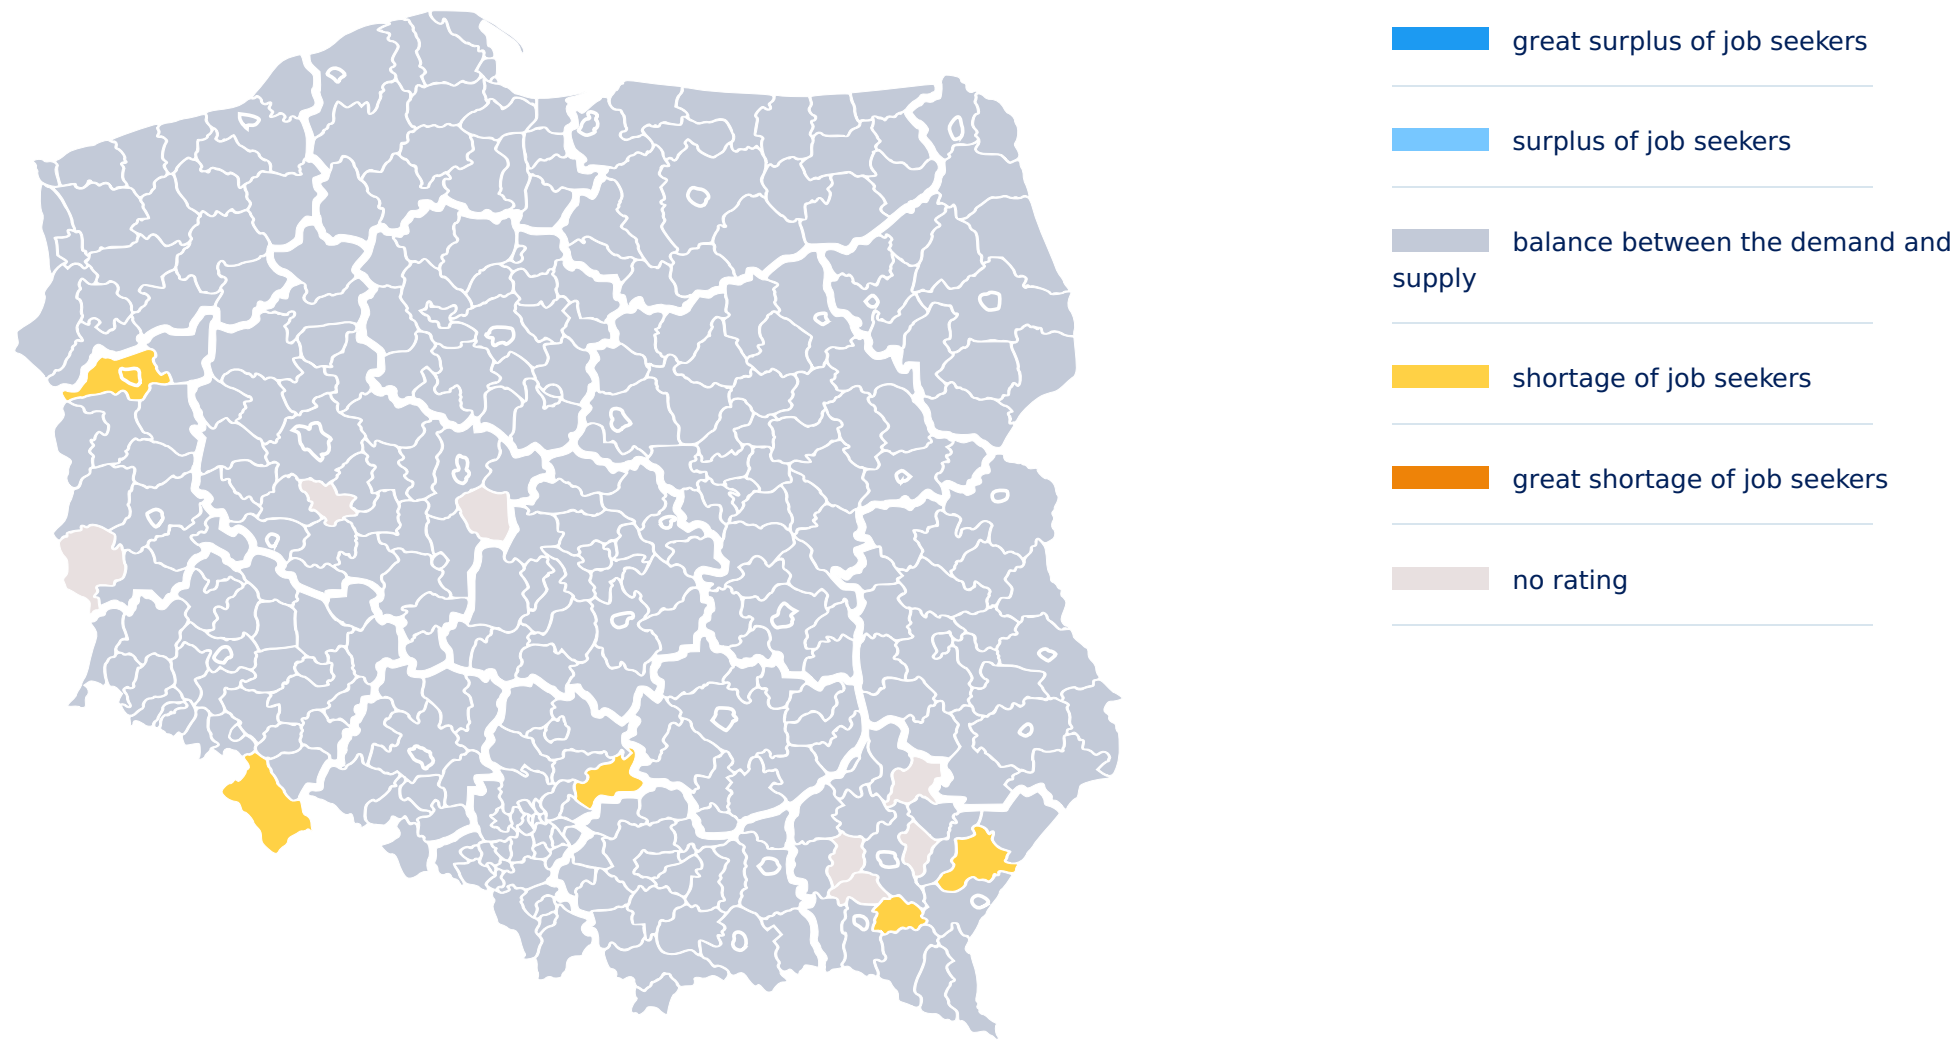 great surplus of job seekers
surplus of job seekers
balance between the demand and
supply
shortage of job seekers
great shortage of job seekers
no rating